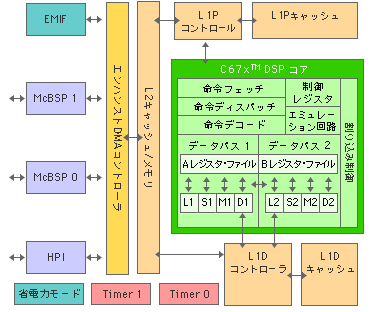 EMIF
McBSP 1
McBSP 0
HPI
省電力モード
Timer 1
Timer 0
エンハンストDMAコントローラ
L2キャッシュ/メモリ
L1P
コントロール
L1Pキャッシュ
C67x™ DSP コア
命令フェッチ
命令ディスパッチ
命令デコード
制御
レジスタ
エミュレー
ション回路
割り込み制御
データパス 1
データパス 2
Aレジスタ・ファイル
Bレジスタ・ファイル
L1
S1
M1
D1
L2
S2
M2
D2
L1D
コントローラ
L1D
キャッシュ